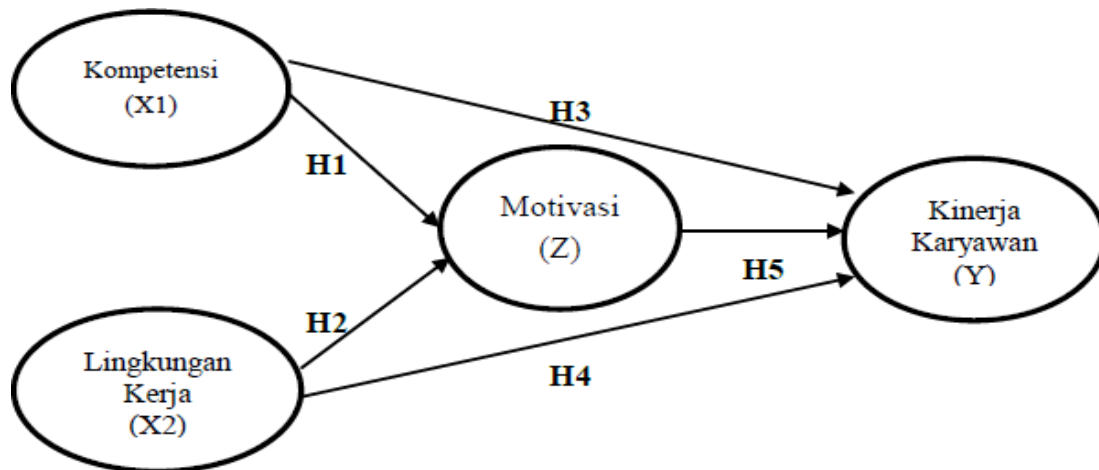 Kompetensi
(X1)
H3
H1
Motivasi
(Z)
Kinerja
Karyawan
(Y)
H5
H2
Lingkungan
Kerja
(X2)
H4